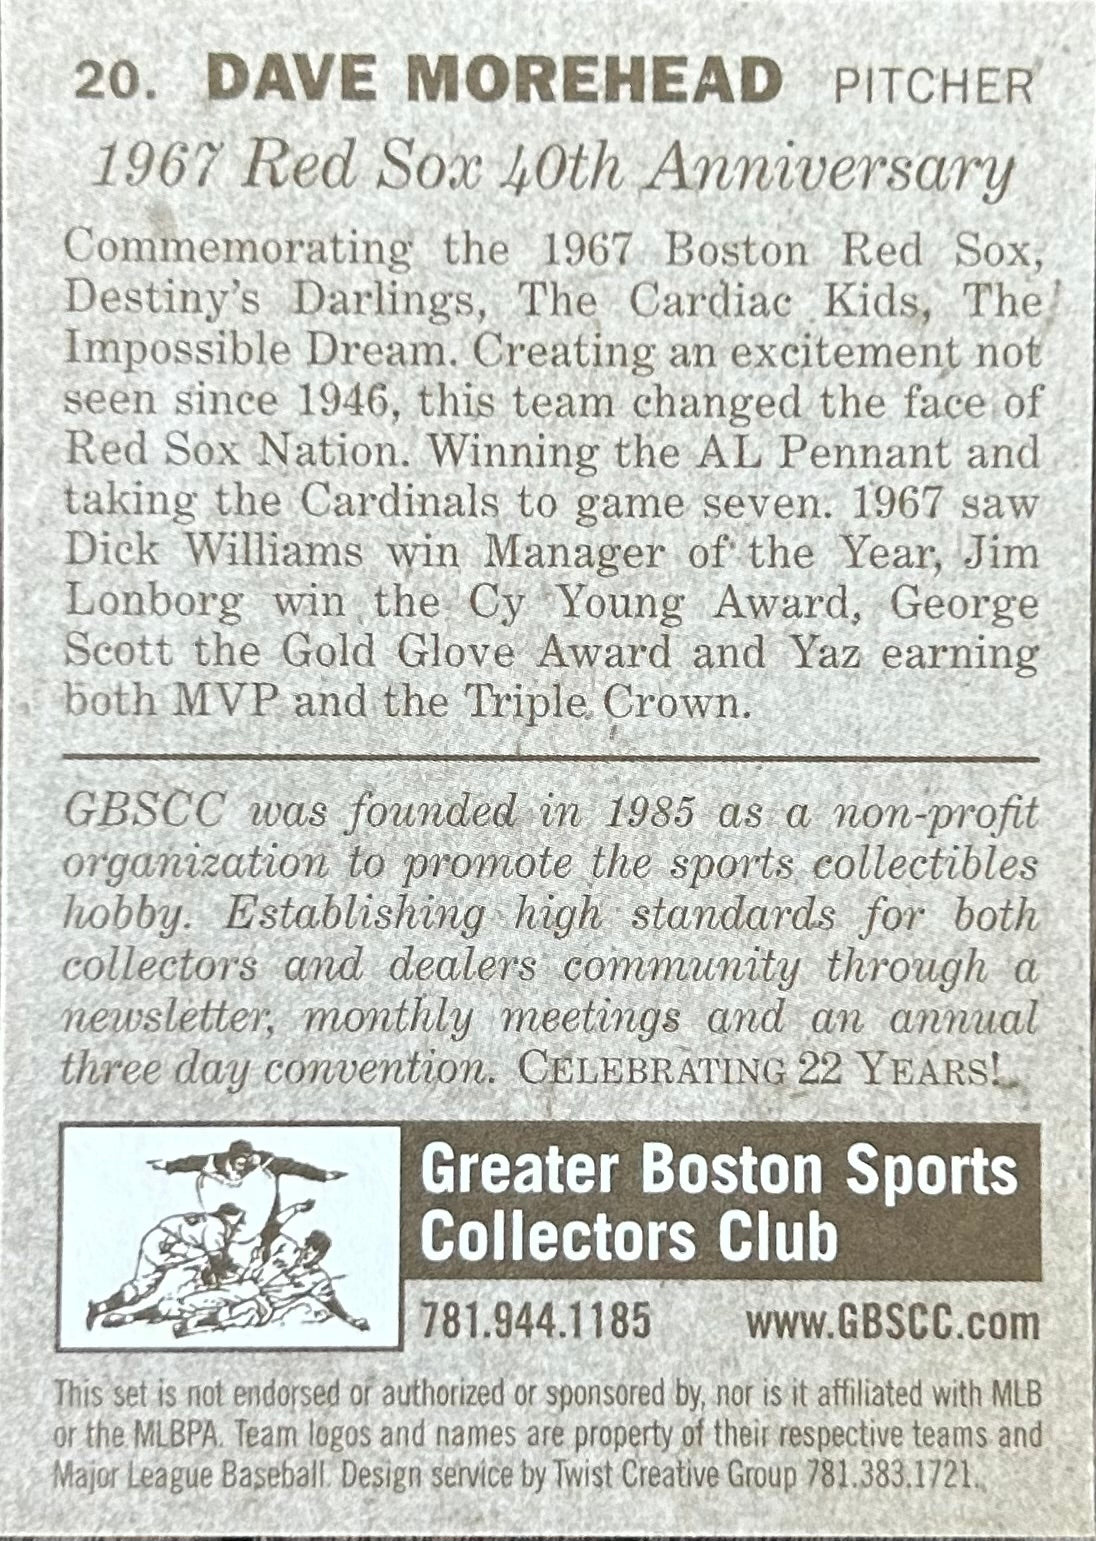 20. DAVE MOREHEAD PITCHER
1967 Red Sox 40th Anniversary
Commemorating the 1967 Boston Red Sox,
Destiny's Darlings, The Cardiac Kids, The
Impossible Dream. Creating an excitement not
seen since 1946, this team changed the face of
Red Sox Nation. Winning the AL Pennant and
taking the Cardinals to game seven. 1967 saw
Dick Williams win Manager of the Year, Jim
Lonborg win the Cy Young Award, George
Scott the Gold Glove Award and Yaz earning
both MVP and the Triple Crown.
GBSCC was founded in 1985 as a non-profit
organization to promote the sports collectibles
hobby. Establishing high standards for both
collectors and dealers community through a
newsletter, monthly meetings and an annual
three day convention. CELEBRATING 22 YEARS!
Greater Boston Sports
Collectors Club
781.944.1185 www.GBSCC.com
This set is not endorsed or authorized or sponsored by, nor is it affiliated with MLB
or the MLBPA. Team logos and names are property of their respective teams and
Major League Baseball. Design service by Twist Creative Group 781.383.1721.